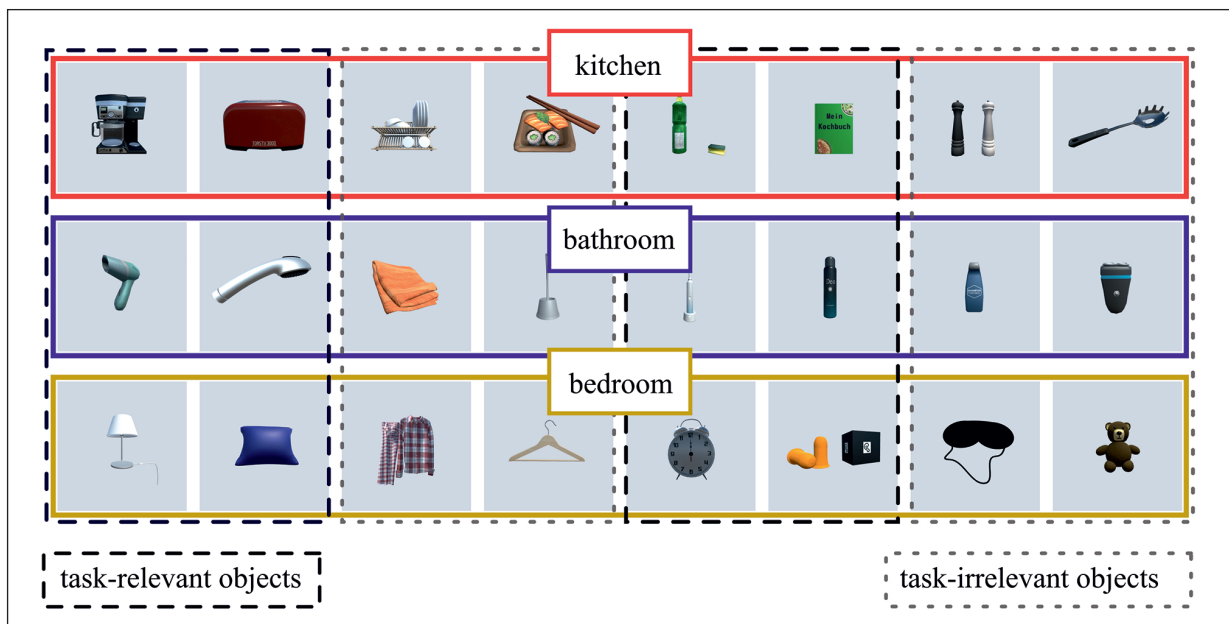 kitchen
Mein
Kochbuch
bathroom
bedroom
task-relevant objects
task-irrelevant objects